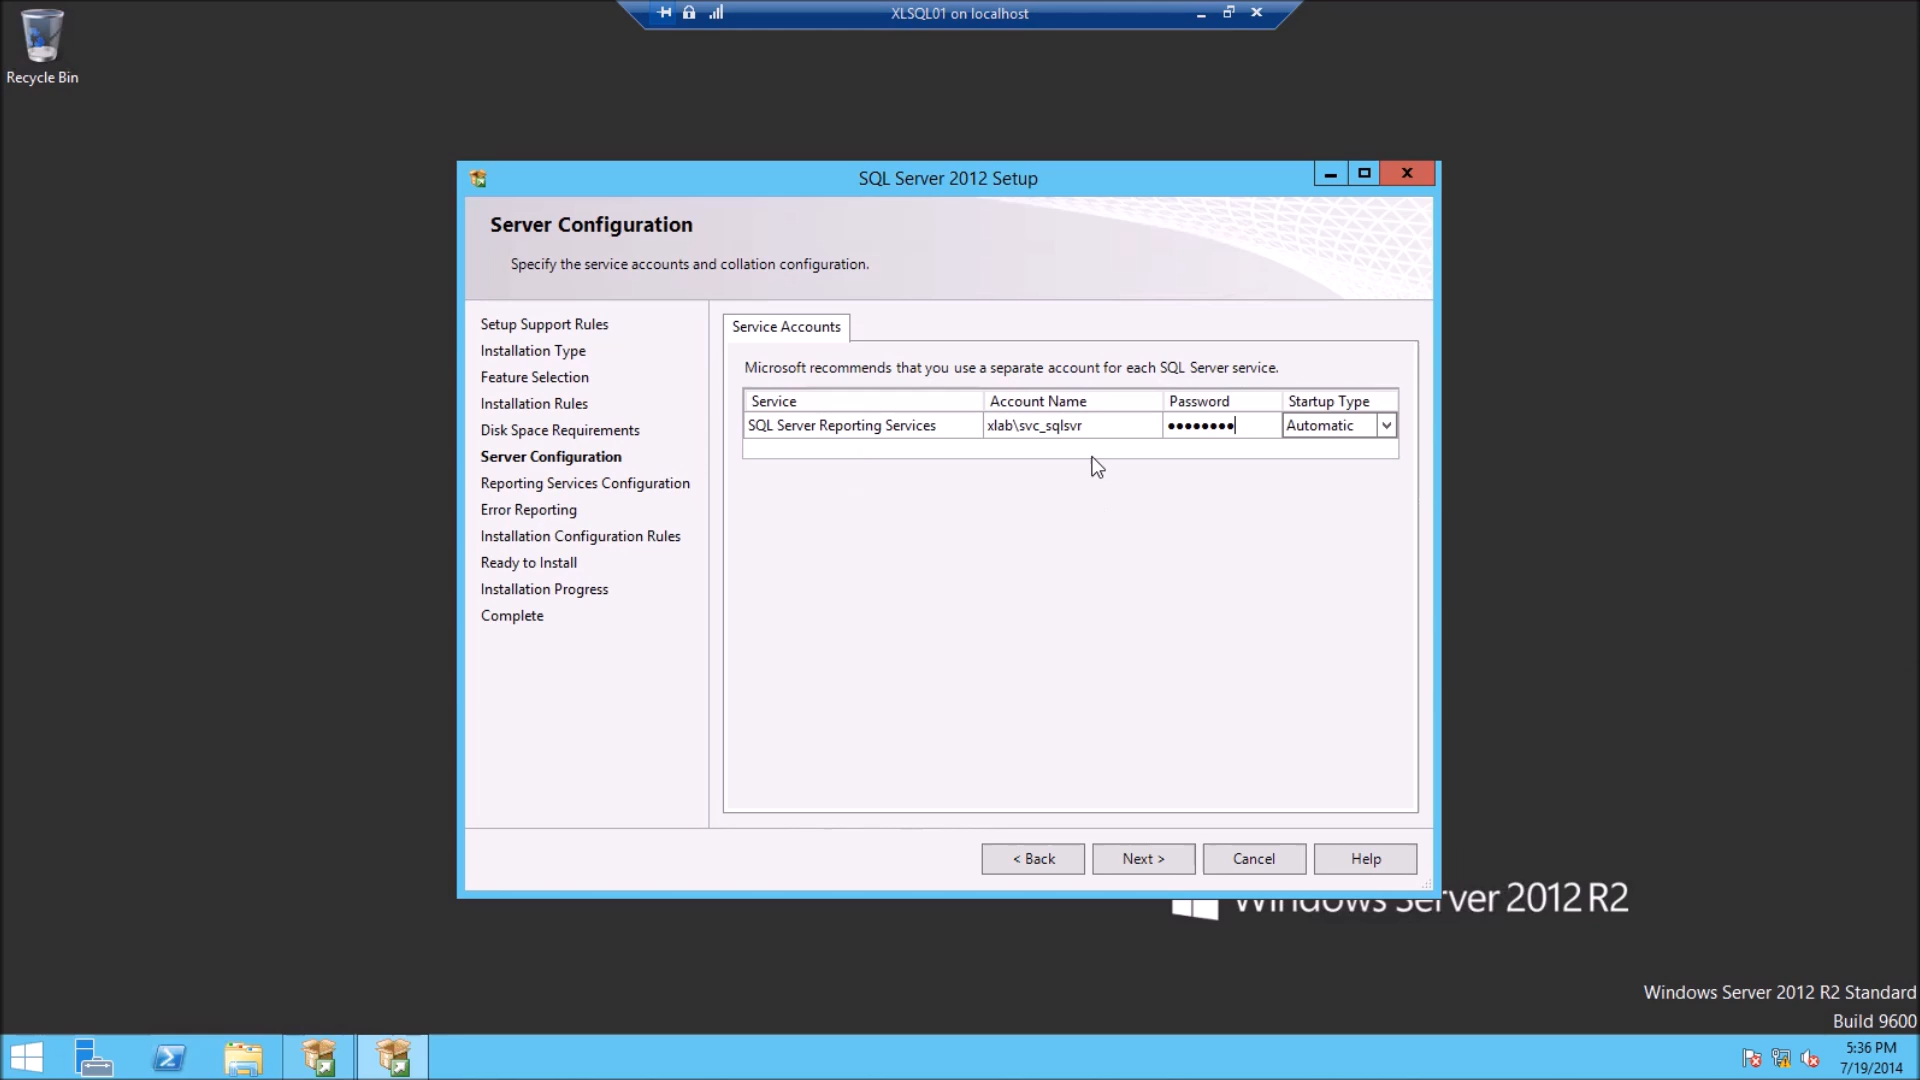 XLSQL01 on localhost
Recycle Bin
SQL Server 2012 Setup
Server Configuration
Specify the service accounts and collation configuration.
Setup Support Rules
Installation Type
Feature Selection
Installation Rules
Disk Space Requirements
Server Configuration
Reporting Services Configuration
Error Reporting
Installation Configuration Rules
Ready to Install
Installation Progress
Complete
Service Accounts
Microsoft recommends that you use a separate account for each SQL Server service.
Service Account Name Password Startup Type
SQL Server Reporting Services xlab\svc_sqlsvr ●●●●●●●● Automatic
< Back Next > Cancel Help
Windows Server 2012 R2
Windows Server 2012 R2 Standard
Build 9600
5:36 PM
7/19/2014